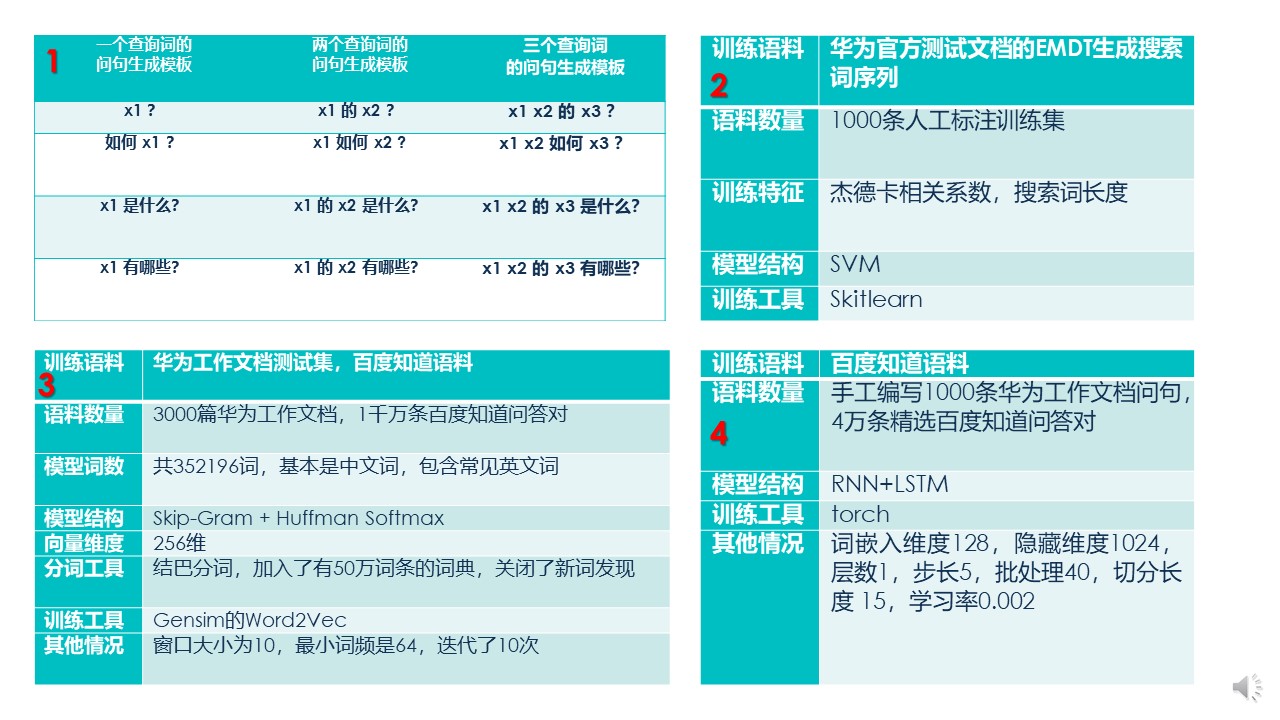 1
一个查询词的 两个查询词的 三个查询词
问句生成模板 问句生成模板 的问句生成模板
x1 ? x1 的 x2 ? x1 x2 的 x3 ?
如何 x1 ? x1 如何 x2 ? x1 x2 如何 x3 ?
x1 是什么? x1 的 x2 是什么? x1 x2 的 x3 是什么?
x1 有哪些? x1 的 x2 有哪些? x1 x2 的 x3 有哪些?
训练语料 华为官方测试文档的EMDT生成搜索
词序列
2
语料数量 1000条人工标注训练集
训练特征 杰德卡相关系数，搜索词长度
模型结构 SVM
训练工具 Skitlearn
训练语料 华为工作文档测试集，百度知道语料
3
语料数量 3000篇华为工作文档，1千万条百度知道问答对
模型词数 共352196词，基本是中文词，包含常见英文词
模型结构 Skip-Gram + Huffman Softmax
向量维度 256维
分词工具 结巴分词，加入了有50万词条的词典，关闭了新词发现
训练工具 Gensim的Word2Vec
其他情况 窗口大小为10，最小词频是64，迭代了10次
训练语料 百度知道语料
语料数量 手工编写1000条华为工作文档问句，
4万条精选百度知道问答对
4
模型结构 RNN+LSTM
训练工具 torch
其他情况 词嵌入维度128，隐藏维度1024，
层数1，步长5，批处理40，切分长
度 15，学习率0.002